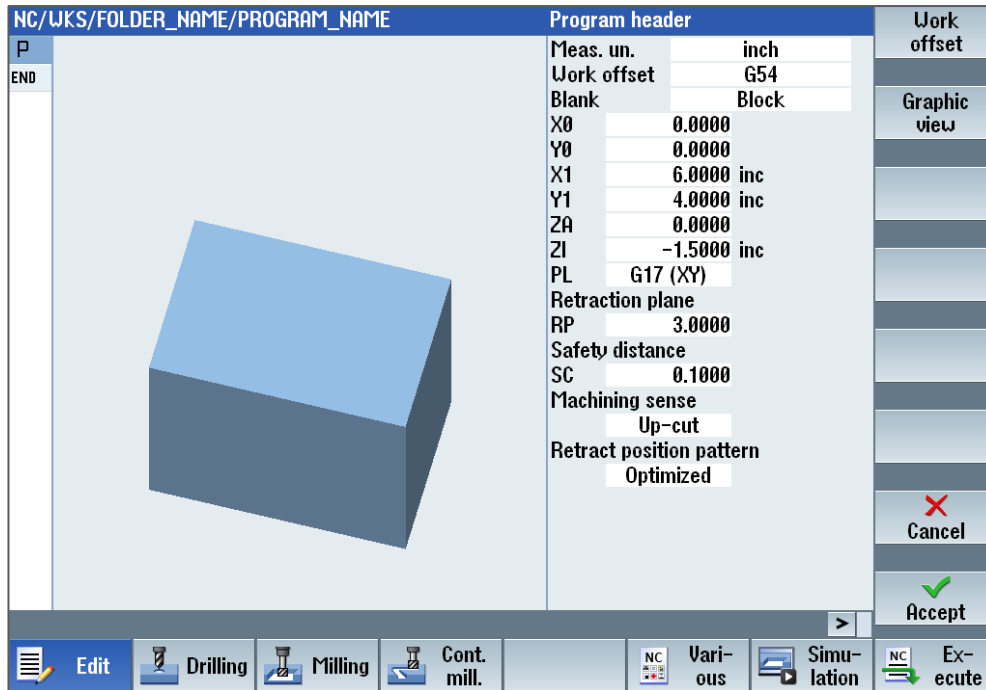 NC/WKS/FOLDER_NAME/PROGRAM_NAME
P
END
Program header
Meas. un. inch
Work offset G54
Blank Block
X0 0.0000
Y0 0.0000
X1 6.0000 inc
Y1 4.0000 inc
ZA 0.0000
ZI -1.5000 inc
PL G17 (XY)
Retraction plane
RP 3.0000
Safety distance
SC 0.1000
Machining sense
Up-cut
Retract position pattern
Optimized
>
Work
offset
Graphic
view
Cancel
Accept
Edit
Drilling
Milling
Cont.
mill.
NC
Vari-
ous
Simu-
lation
NC
Ex-
ecute